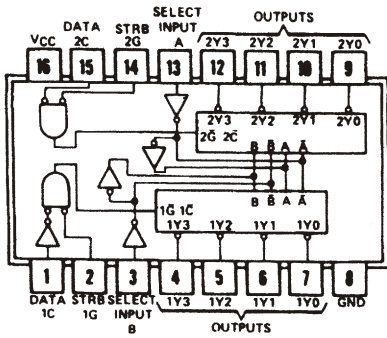 SELECT
DATA STRB INPUT OUTPUTS
VCC 2C 2G A 2Y3 2Y2 2Y1 2Y0
16 15 14 13 12 11 10 9
2Y3 2Y2 2Y1 2Y0
2G̅ 2C̅
B B̅ A A̅
B B̅ A A̅
1G̅ 1C̅
1Y3 1Y2 1Y1 1Y0
1 2 3 4 5 6 7 8
DATA STRB SELECT 1Y3 1Y2 1Y1 1Y0 GND
1C 1G INPUT OUTPUTS
B